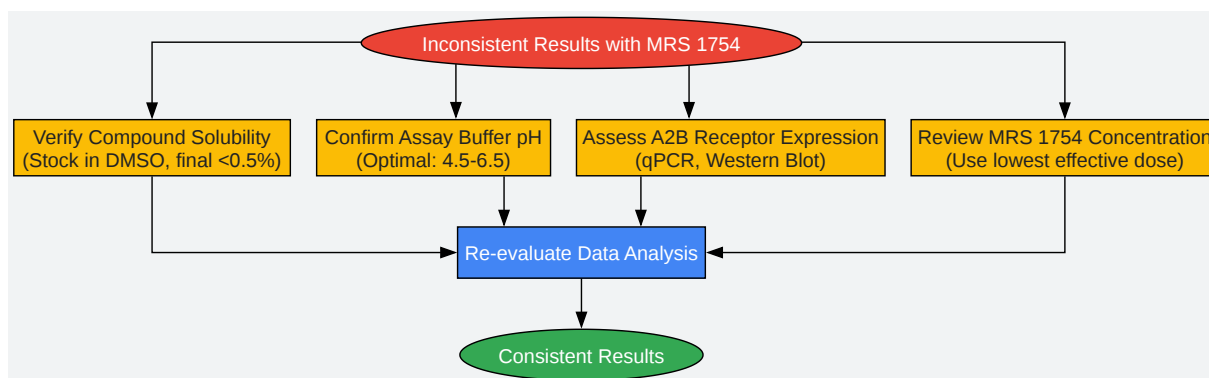 Inconsistent Results with MRS 1754
Verify Compound Solubility
(Stock in DMSO, final <0.5%)
Confirm Assay Buffer pH
(Optimal: 4.5-6.5)
Assess A2B Receptor Expression
(qPCR, Western Blot)
Review MRS 1754 Concentration
(Use lowest effective dose)
Re-evaluate Data Analysis
Consistent Results